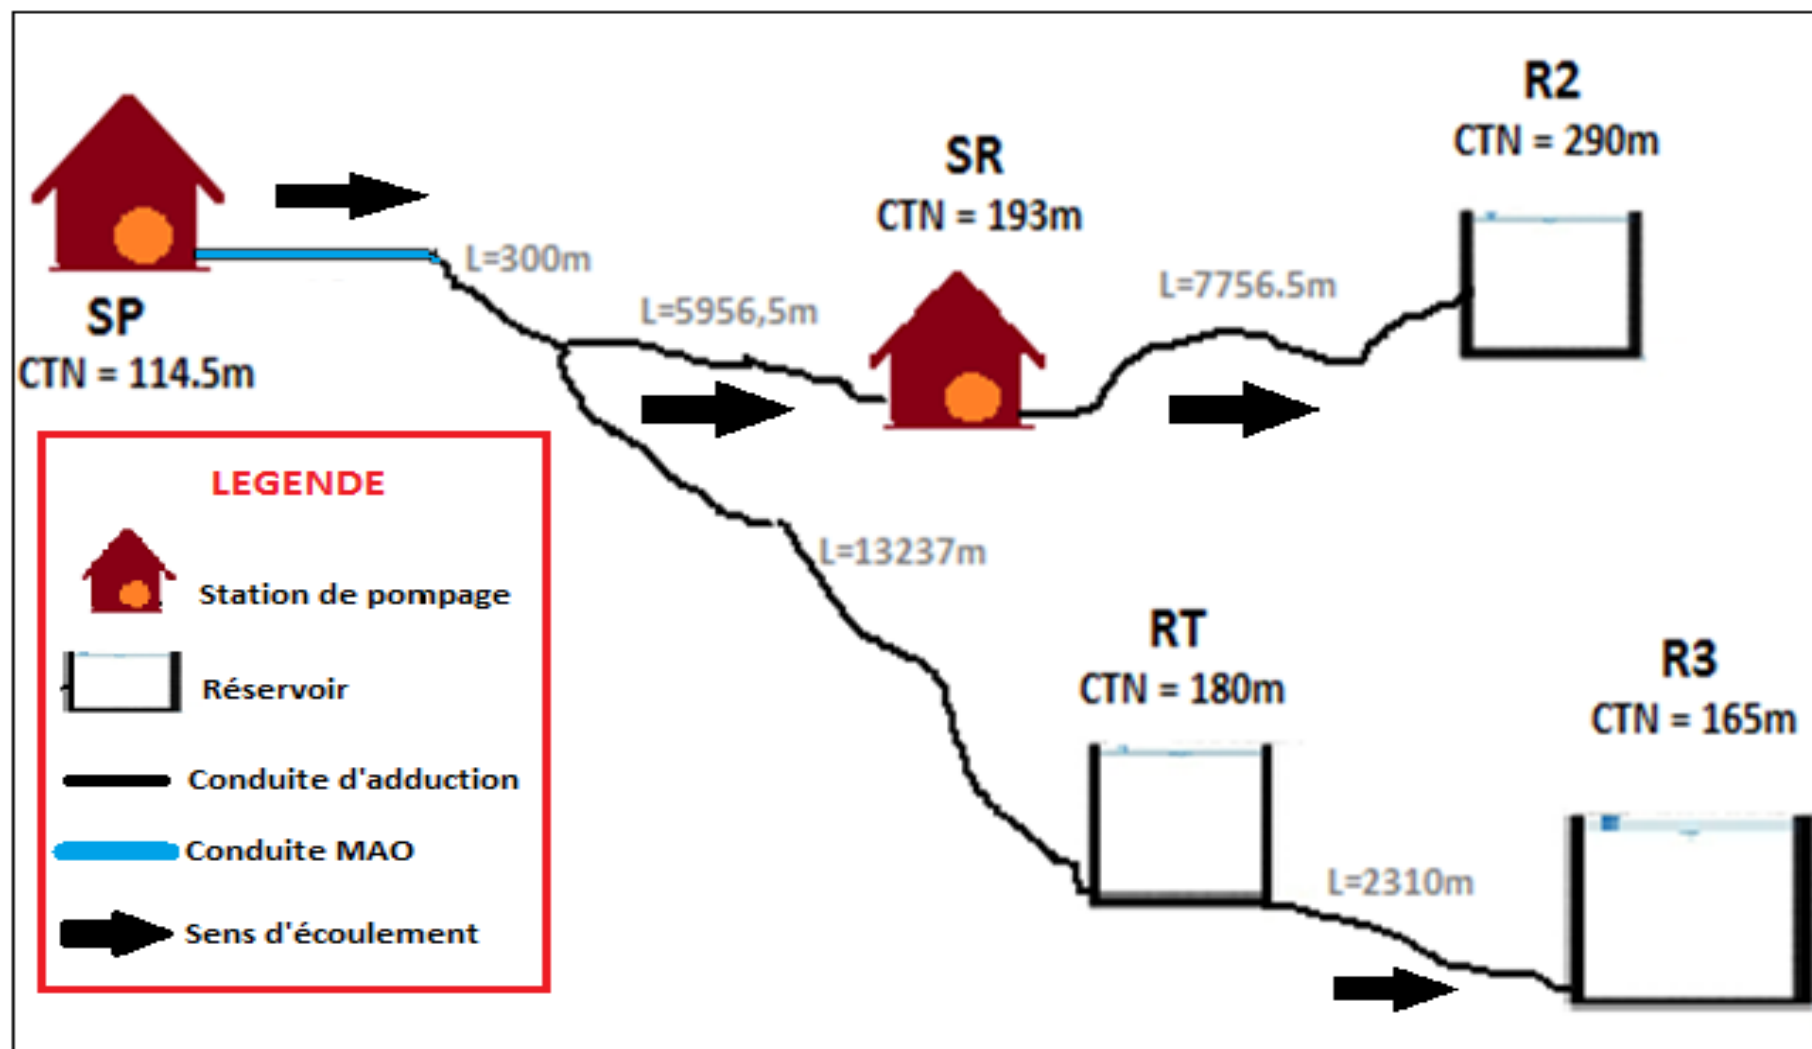 R2
CTN = 290m
SR
CTN = 193m
L=300m
L=5956,5m
L=7756.5m
SP
CTN = 114.5m
LEGENDE
Station de pompage
Réservoir
Conduite d'adduction
Conduite MAO
Sens d'écoulement
L=13237m
RT
CTN = 180m
R3
CTN = 165m
L=2310m